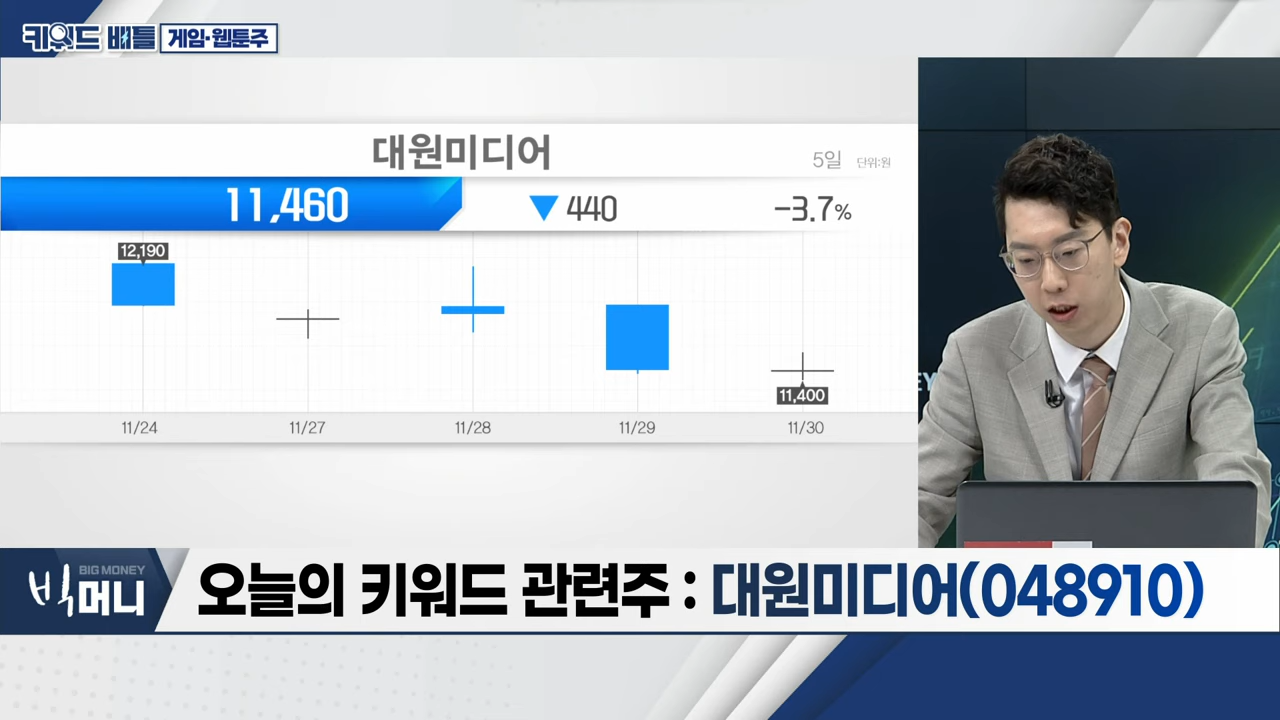 키워드 배틀 게임·웹툰주
대원미디어
5일 단위:원
11,460 ▼ 440 -3.7%
12,190
11,400
11/24 11/27 11/28 11/29 11/30
BIG MONEY
빅머니
오늘의 키워드 관련주 : 대원미디어(048910)